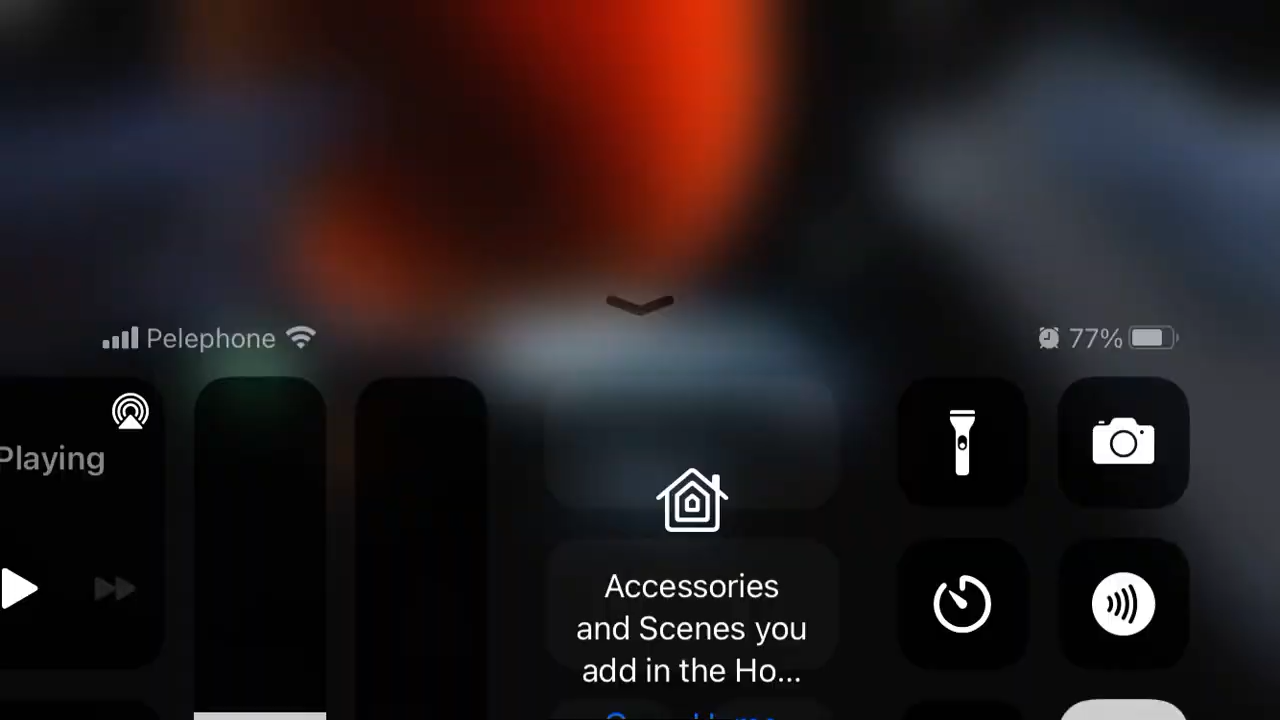 Pelephone
77%
Playing
Accessories
and Scenes you
add in the Ho...